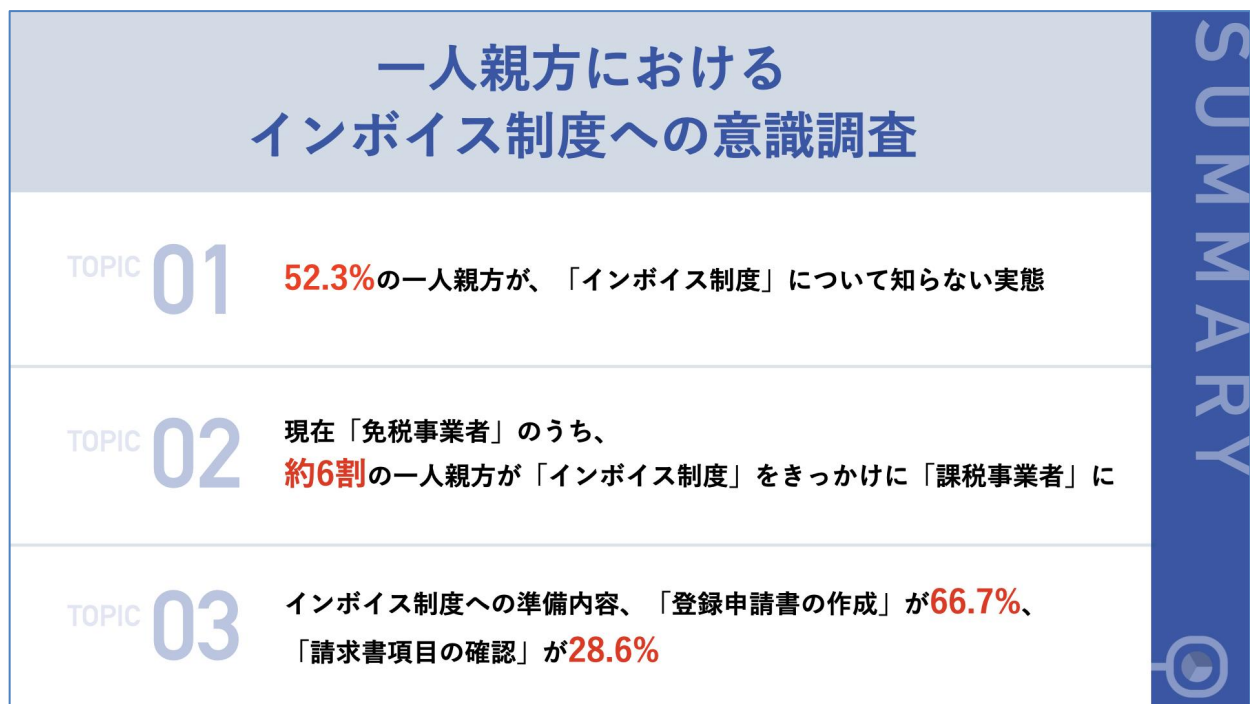 一人親方における
インボイス制度への意識調査
SUMMARY
TOPIC 01
52.3%の一人親方が、「インボイス制度」について知らない実態
TOPIC 02
現在「免税事業者」のうち、
約6割の一人親方が「インボイス制度」をきっかけに「課税事業者」に
TOPIC 03
インボイス制度への準備内容、「登録申請書の作成」が66.7%、
「請求書項目の確認」が28.6%